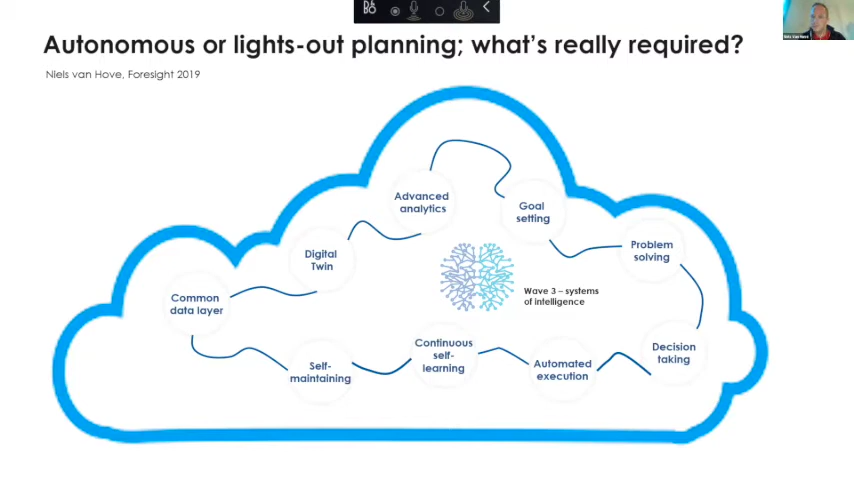 Autonomous or lights-out planning; what's really required?
Niels van Hove, Foresight 2019
Advanced
analytics
Goal
setting
Problem
solving
Digital
Twin
Wave 3 – systems
of intelligence
Common
data layer
Decision
taking
Continuous
self-
learning
Automated
execution
Self-
maintaining